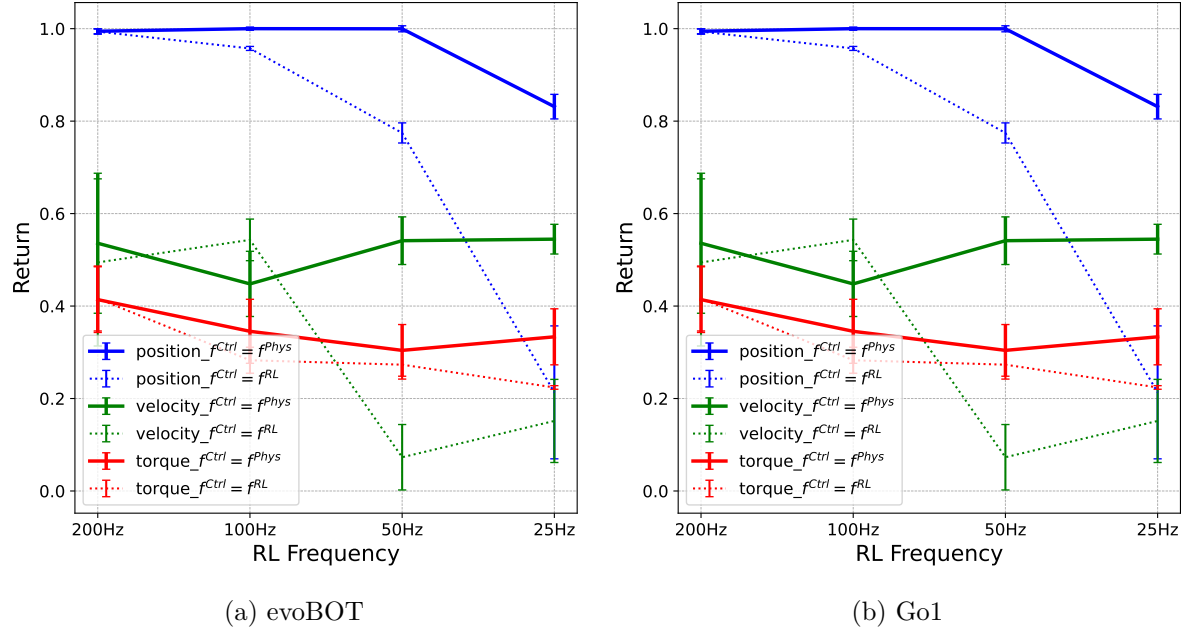 1.0
0.8
0.6
0.4
0.2
0.0
Return
position_f^Ctrl = f^Phys
position_f^Ctrl = f^RL
velocity_f^Ctrl = f^Phys
velocity_f^Ctrl = f^RL
torque_f^Ctrl = f^Phys
torque_f^Ctrl = f^RL
200Hz 100Hz 50Hz 25Hz
RL Frequency
(a) evoBOT
1.0
0.8
0.6
0.4
0.2
0.0
Return
position_f^Ctrl = f^Phys
position_f^Ctrl = f^RL
velocity_f^Ctrl = f^Phys
velocity_f^Ctrl = f^RL
torque_f^Ctrl = f^Phys
torque_f^Ctrl = f^RL
200Hz 100Hz 50Hz 25Hz
RL Frequency
(b) Go1